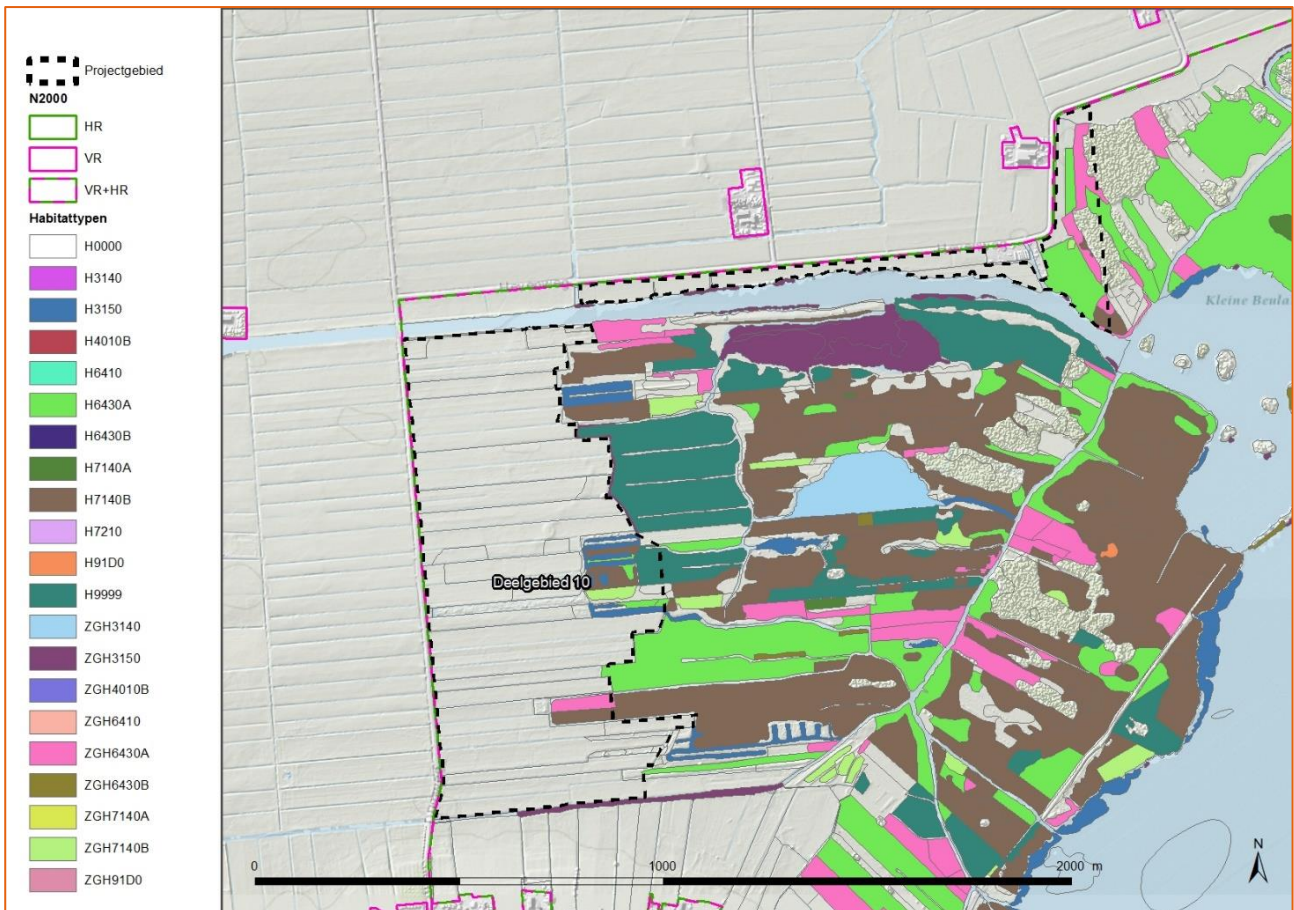 Projectgebied
N2000
HR
VR
VR+HR
Habitattypen
H0000
H3140
H3150
H4010B
H6410
H6430A
H6430B
H7140A
H7140B
H7210
H91D0
H9999
ZGH3140
ZGH3150
ZGH4010B
ZGH6410
ZGH6430A
ZGH6430B
ZGH7140A
ZGH7140B
ZGH91D0
Kleine Beula
Deelgebied 10
N
0 1000 2000 m